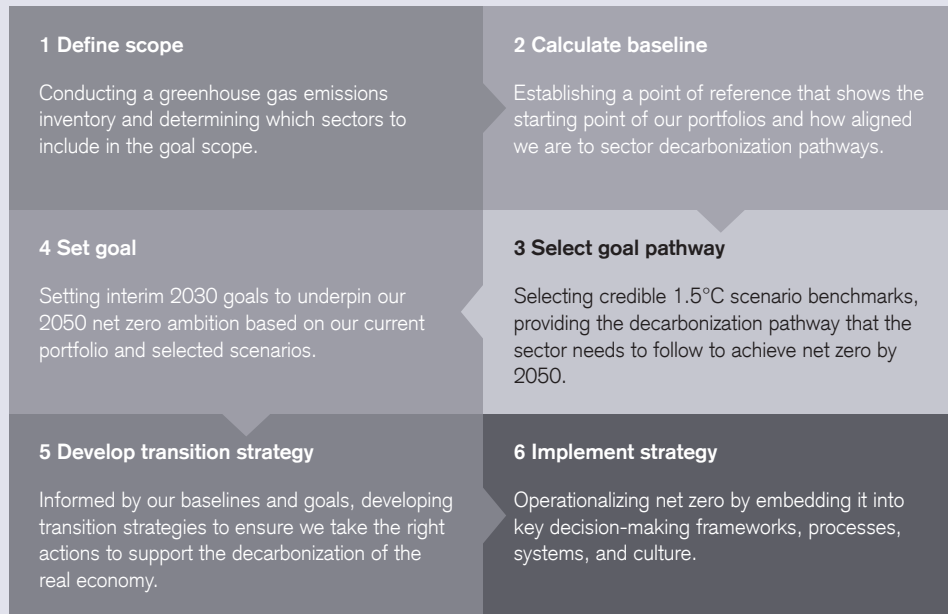 1 Define scope
Conducting a greenhouse gas emissions
inventory and determining which sectors to
include in the goal scope.
2 Calculate baseline
Establishing a point of reference that shows the
starting point of our portfolios and how aligned
we are to sector decarbonization pathways.
3 Select goal pathway
Selecting credible 1.5°C scenario benchmarks,
providing the decarbonization pathway that the
sector needs to follow to achieve net zero by
2050.
4 Set goal
Setting interim 2030 goals to underpin our
2050 net zero ambition based on our current
portfolio and selected scenarios.
5 Develop transition strategy
Informed by our baselines and goals, developing
transition strategies to ensure we take the right
actions to support the decarbonization of the
real economy.
6 Implement strategy
Operationalizing net zero by embedding it into
key decision-making frameworks, processes,
systems, and culture.